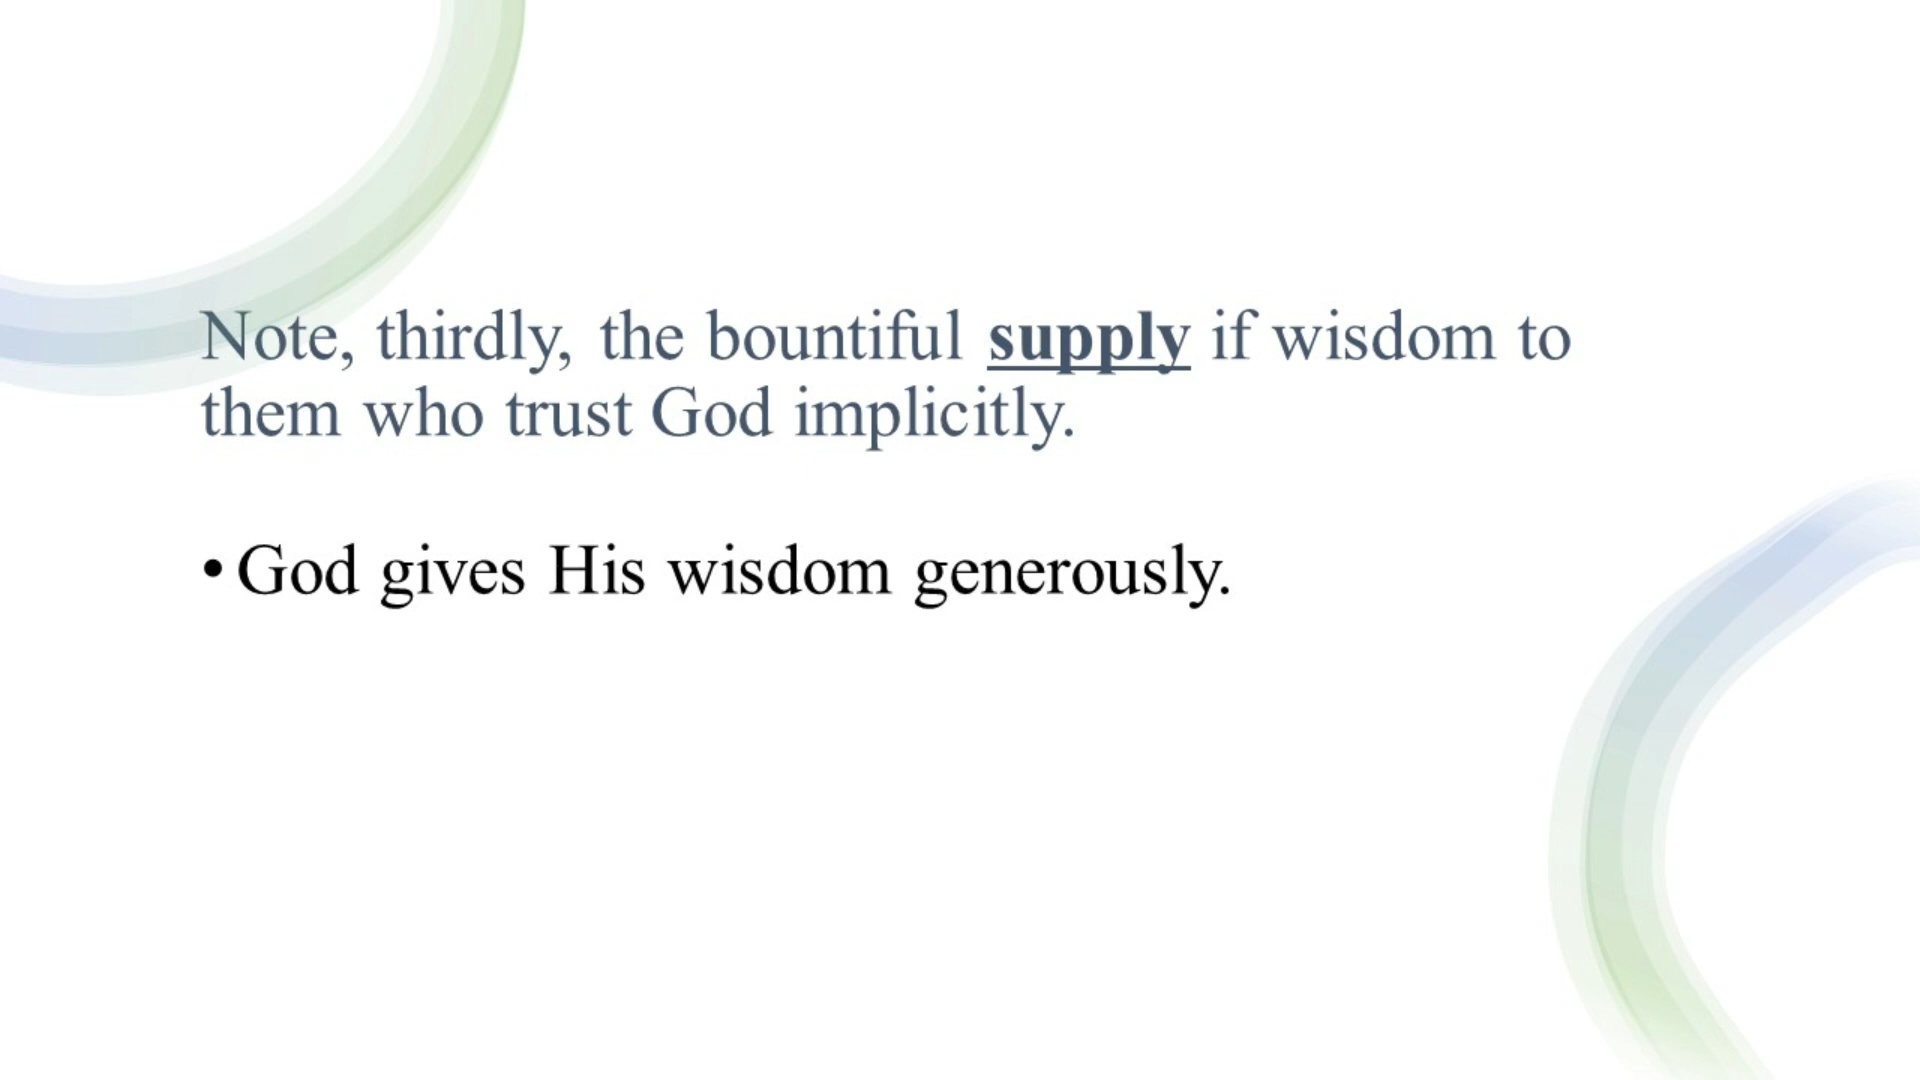 Note, thirdly, the bountiful supply if wisdom to
them who trust God implicitly.
• God gives His wisdom generously.